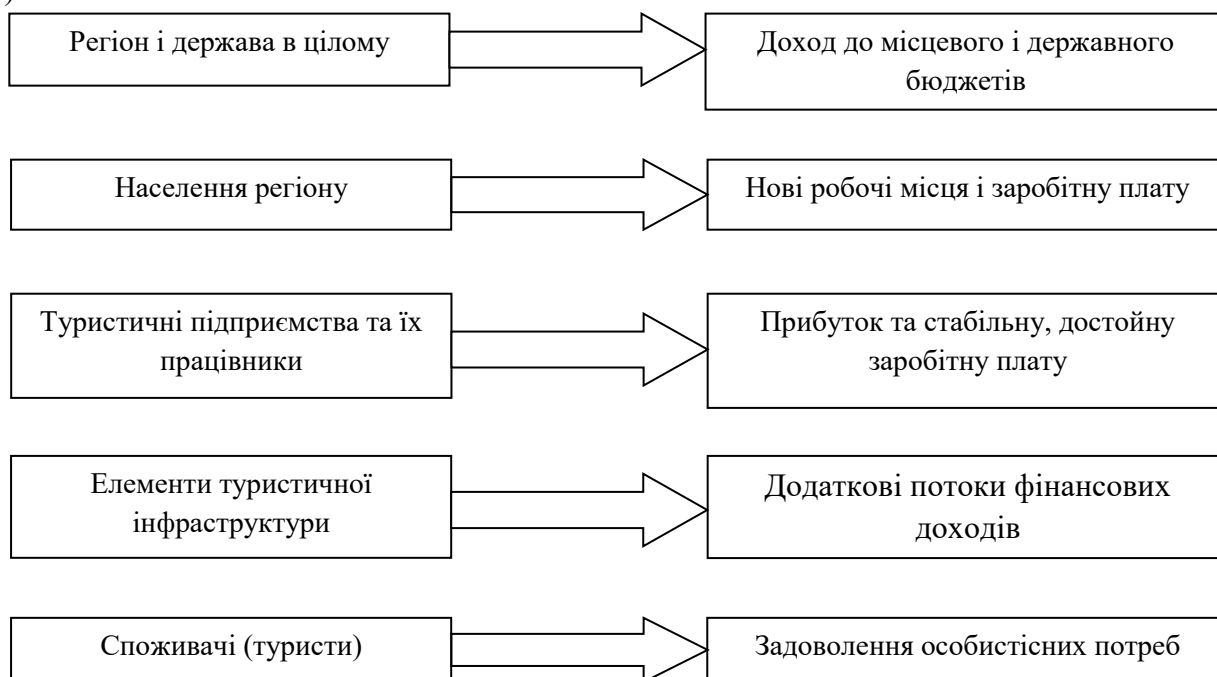 )
Регіон і держава в цілому
Доход до місцевого і державного
бюджетів
Населення регіону
Нові робочі місця і заробітну плату
Туристичні підприємства та їх
працівники
Прибуток та стабільну, достойну
заробітну плату
Елементи туристичної
інфраструктури
Додаткові потоки фінансових
доходів
Споживачі (туристи)
Задоволення особистісних потреб